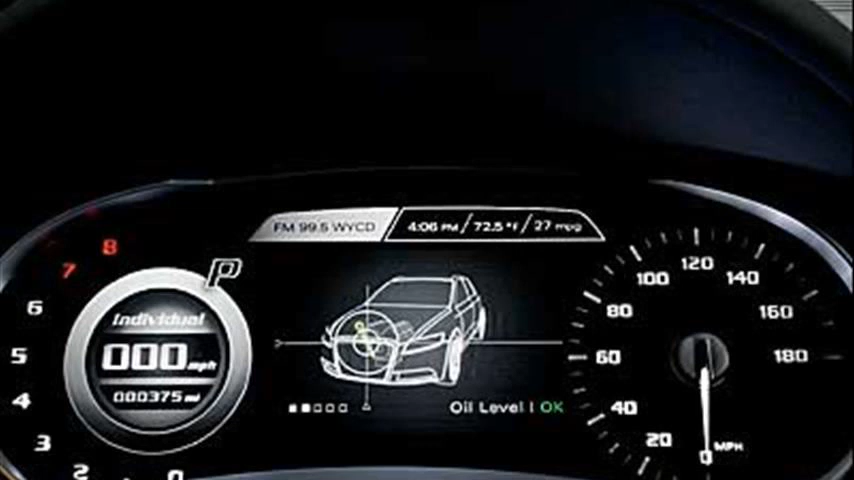 FM 99.5 WYCD
4:06 PM / 72.5 °F / 27 mpg
P
8
7
6
5
4
3
2
0
Individual
000 mph
000375 mi
Oil Level | OK
20
40
60
80
100
120
140
160
180
0
MPH